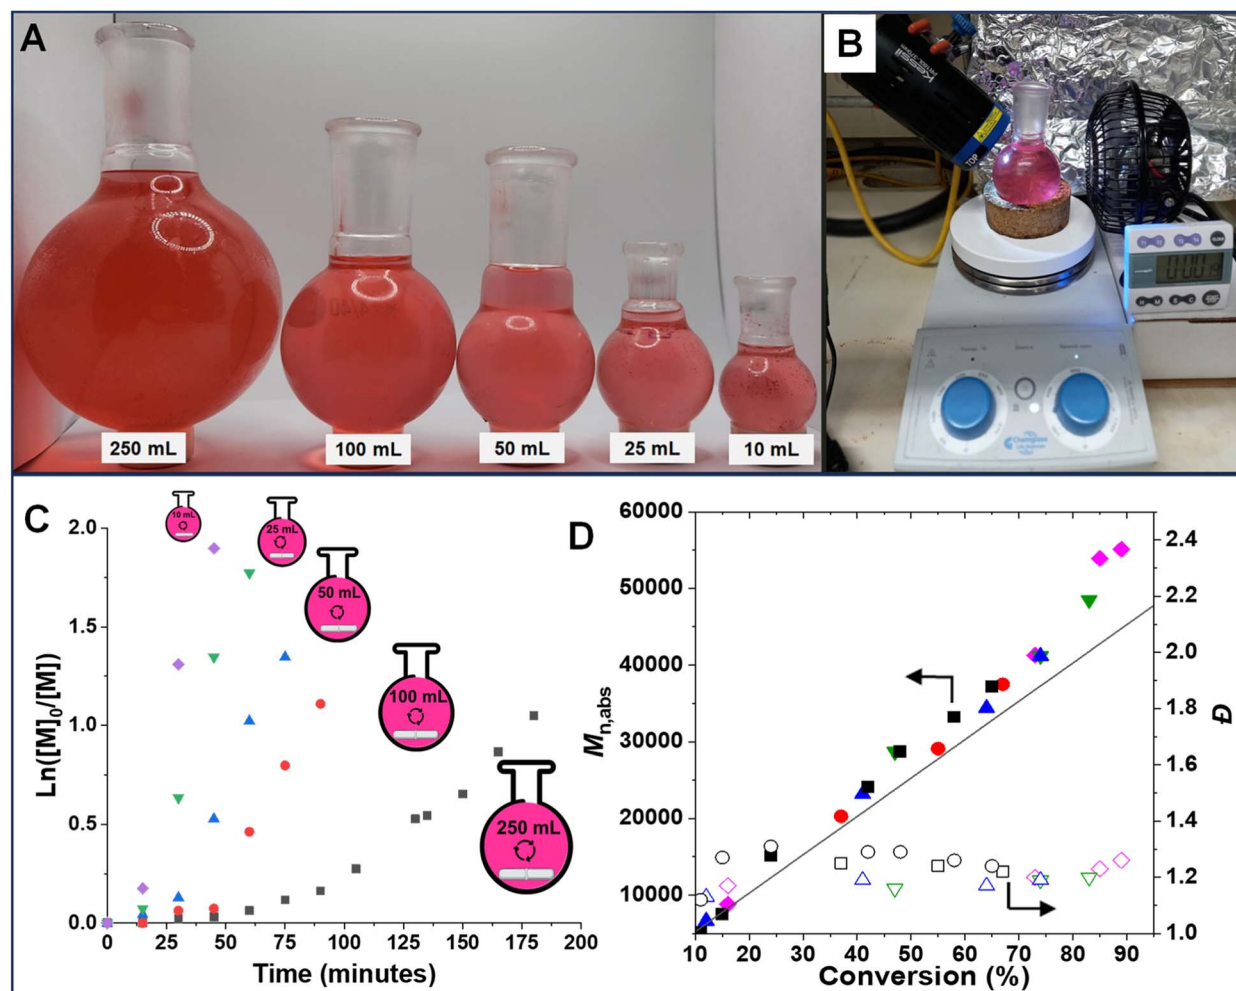 A
250 mL
100 mL
50 mL
25 mL
10 mL
B
KESSIL
TOP
Chemglass
C
10 mL
25 mL
50 mL
100 mL
250 mL
2.0
1.5
1.0
0.5
0.0
Ln([M]0/[M])
0 25 50 75 100 125 150 175 200
Time (minutes)
D
60000
50000
40000
30000
20000
10000
Mn,abs
2.4
2.2
2.0
1.8
1.6
1.4
1.2
1.0
Đ
10 20 30 40 50 60 70 80 90
Conversion (%)